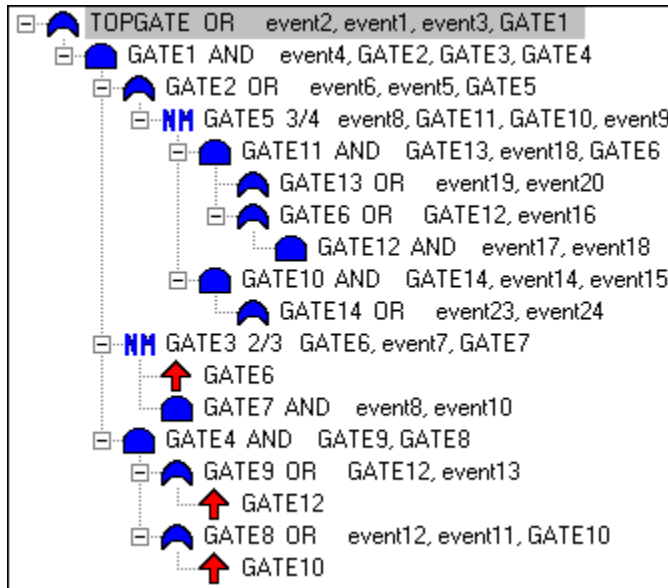 TOPGATE OR event2, event1, event3, GATE1
GATE1 AND event4, GATE2, GATE3, GATE4
GATE2 OR event6, event5, GATE5
NM GATE5 3/4 event8, GATE11, GATE10, event9
GATE11 AND GATE13, event18, GATE6
GATE13 OR event19, event20
GATE6 OR GATE12, event16
GATE12 AND event17, event18
GATE10 AND GATE14, event14, event15
GATE14 OR event23, event24
NM GATE3 2/3 GATE6, event7, GATE7
GATE6
GATE7 AND event8, event10
GATE4 AND GATE9, GATE8
GATE9 OR GATE12, event13
GATE12
GATE8 OR event12, event11, GATE10
GATE10